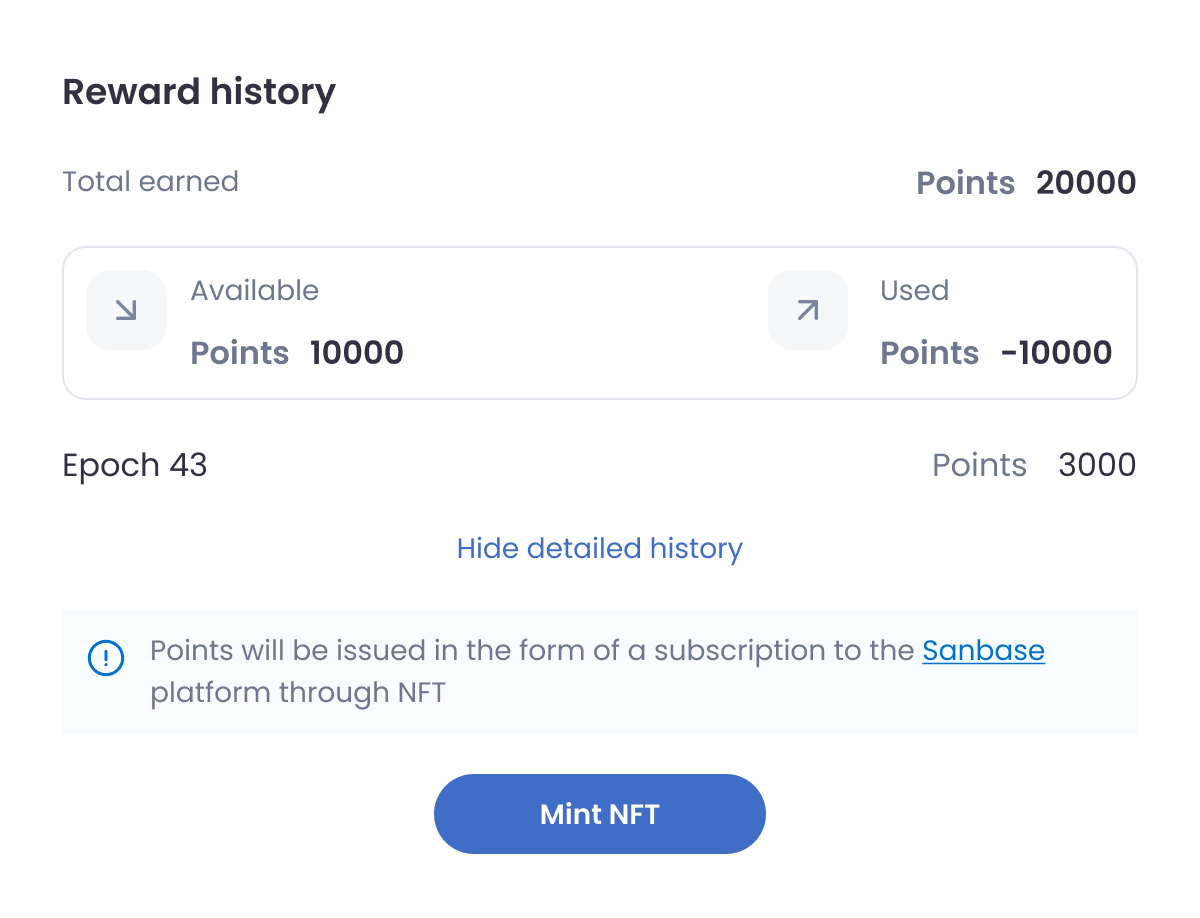 Reward history
Total earned Points 20000
Available Used
Points 10000 Points -10000
Epoch 43 Points 3000
Hide detailed history
Points will be issued in the form of a subscription to the Sanbase
platform through NFT
Mint NFT